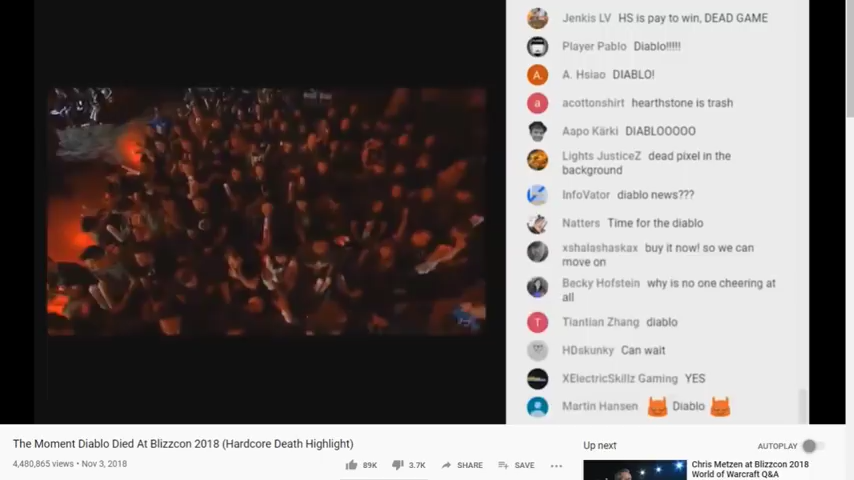 Jenkis LV HS is pay to win, DEAD GAME
Player Pablo Diablo!!!!!
A. A. Hsiao DIABLO!
a acottonshirt hearthstone is trash
Aapo Kärki DIABLOOOOO
Lights JusticeZ dead pixel in the
background
InfoVator diablo news???
Natters Time for the diablo
xshalashaskax buy it now! so we can
move on
Becky Hofstein why is no one cheering at
all
T Tiantian Zhang diablo
HDskunky Can wait
XElectricSkillz Gaming YES
Martin Hansen Diablo
The Moment Diablo Died At Blizzcon 2018 (Hardcore Death Highlight)
4,480,865 views • Nov 3, 2018
89K 3.7K SHARE SAVE
Up next AUTOPLAY
Chris Metzen at Blizzcon 2018
World of Warcraft Q&A